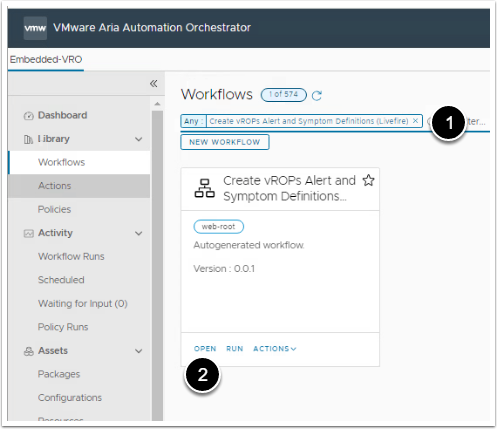 vmw VMware Aria Automation Orchestrator
Embedded-VRO
«
Dashboard
Library
Workflows
Actions
Policies
Activity
Workflow Runs
Scheduled
Waiting for Input (0)
Policy Runs
Assets
Packages
Configurations
Resources
Workflows 1 of 574
Any : Create vROPs Alert and Symptom Definitions (Livefire) ×
1
NEW WORKFLOW
Create vROPs Alert and
Symptom Definitions...
web-root
Autogenerated workflow.
Version : 0.0.1
OPEN RUN ACTIONS
2